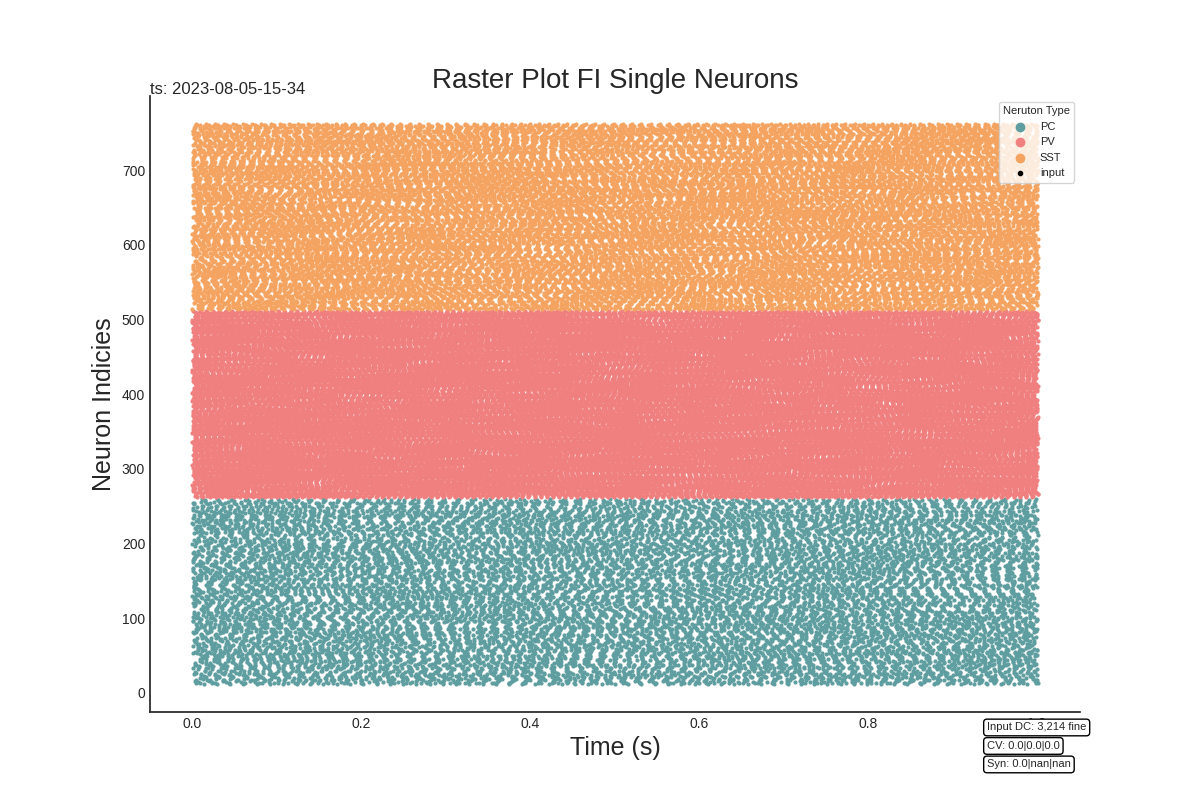 Raster Plot FI Single Neurons
ts: 2023-08-05-15-34
Neruton Type
PC
PV
SST
input
Neuron Indicies
700
600
500
400
300
200
100
0
0.0
0.2
0.4
0.6
0.8
Time (s)
Input DC: 3,214 fine
CV: 0.0|0.0|0.0
Syn: 0.0|nan|nan